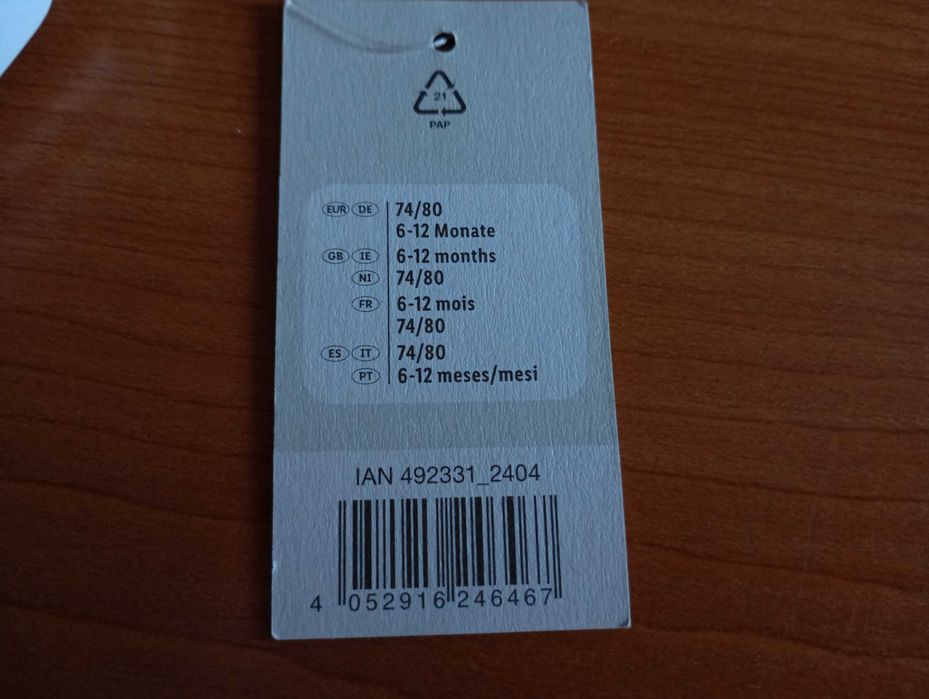 21
PAP
EUR DE 74/80
6-12 Monate
GB IE 6-12 months
NI 74/80
FR 6-12 mois
74/80
ES IT 74/80
PT 6-12 meses/mesi
IAN 492331_2404
4 052916 246467